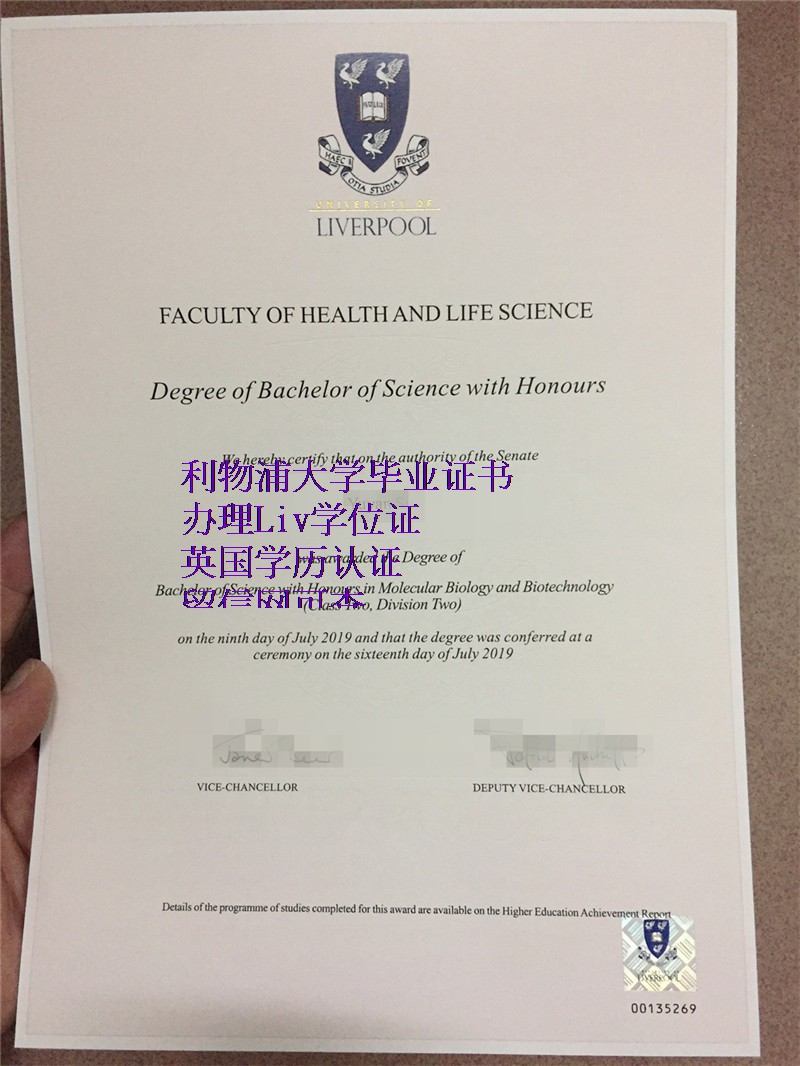 PAX LUX
HAEC
OTIA STUDIA
FOVENT
UNIVERSITY OF
LIVERPOOL
FACULTY OF HEALTH AND LIFE SCIENCE
Degree of Bachelor of Science with Honours
We hereby certify that on the authority of the Senate
利物浦大学毕业证书
办理Liv学位证
英国学历认证
was awarded the Degree of
Bachelor of Science with Honours in Molecular Biology and Biotechnology
(Class Two, Division Two)
on the ninth day of July 2019 and that the degree was conferred at a
ceremony on the sixteenth day of July 2019
VICE-CHANCELLOR
DEPUTY VICE-CHANCELLOR
Details of the programme of studies completed for this award are available on the Higher Education Achievement Report
LIVERPOOL
00135269